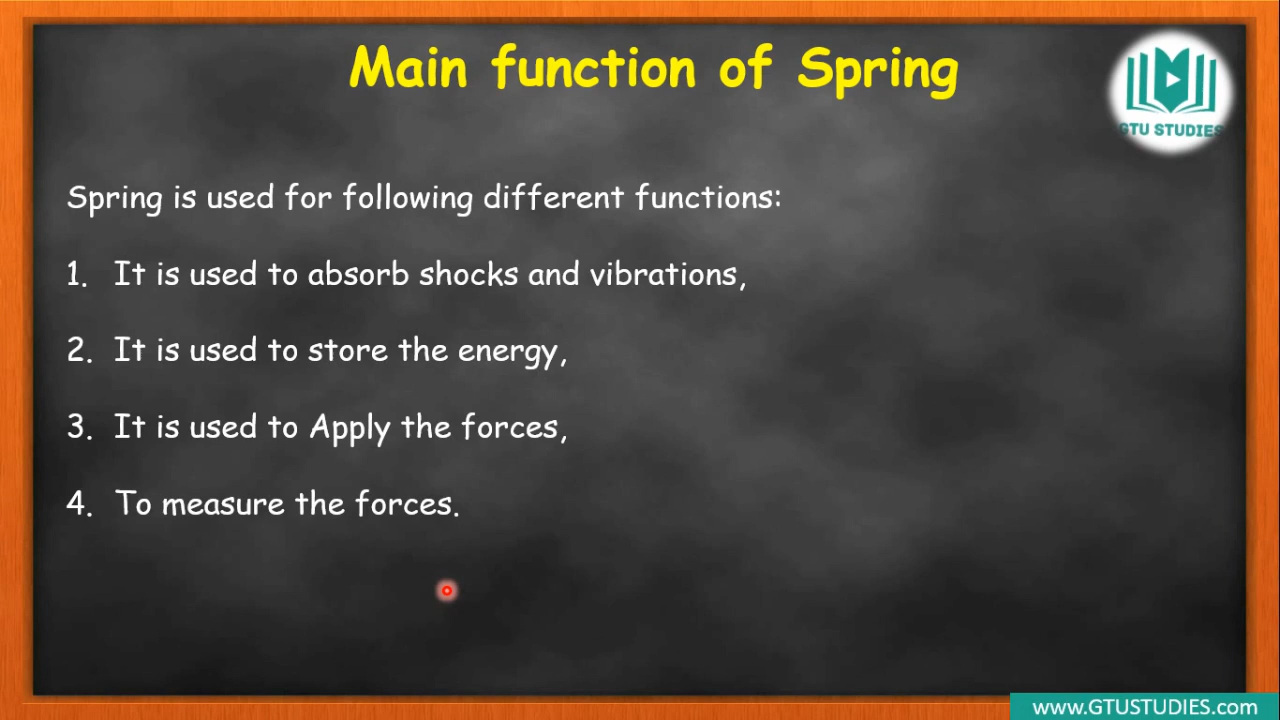 Main function of Spring
GTU STUDIES
Spring is used for following different functions:
1. It is used to absorb shocks and vibrations,
2. It is used to store the energy,
3. It is used to Apply the forces,
4. To measure the forces.
www.GTUSTUDIES.com